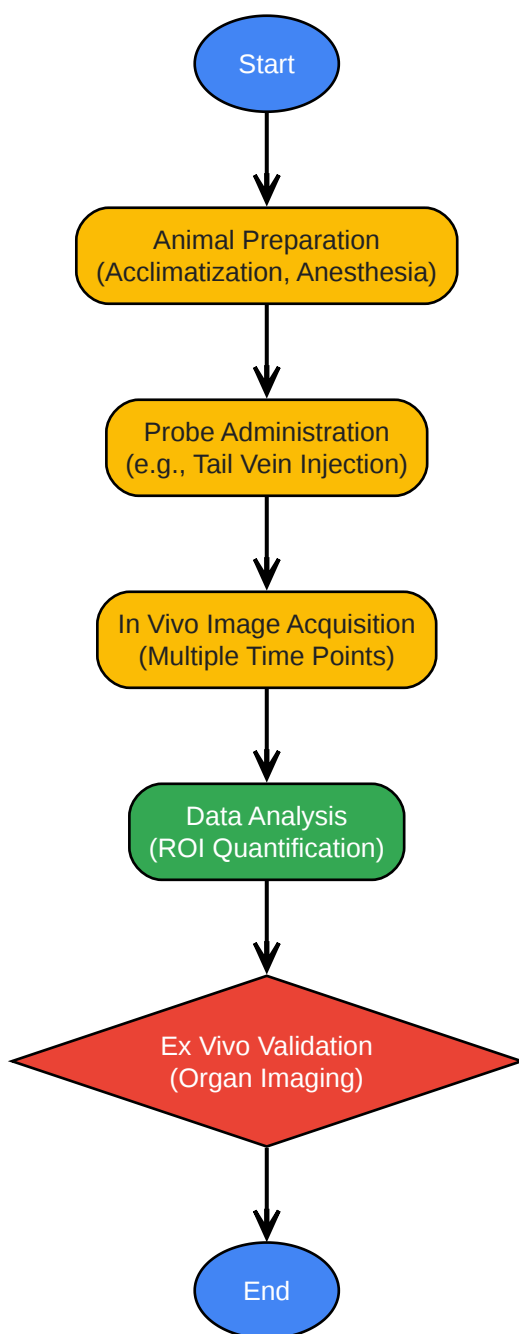 Start
Animal Preparation
(Acclimatization, Anesthesia)
Probe Administration
(e.g., Tail Vein Injection)
In Vivo Image Acquisition
(Multiple Time Points)
Data Analysis
(ROI Quantification)
Ex Vivo Validation
(Organ Imaging)
End